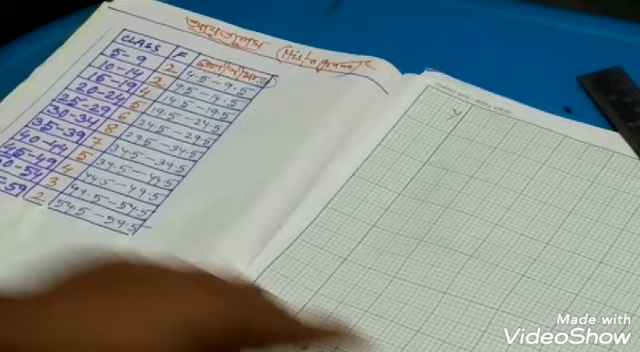 (Histogram)
CLASS F
5-9 2 4.5-9.5
10-14 2 9.5-14.5
15-19 4 14.5-19.5
20-24 5 19.5-24.5
25-29 6 24.5-29.5
30-34 8 29.5-34.5
35-39 7 34.5-39.5
40-44 5 39.5-44.5
45-49 4 44.5-49.5
50-54 3 49.5-54.5
-59 2 54.5-59.5
Y
Made with
VideoShow